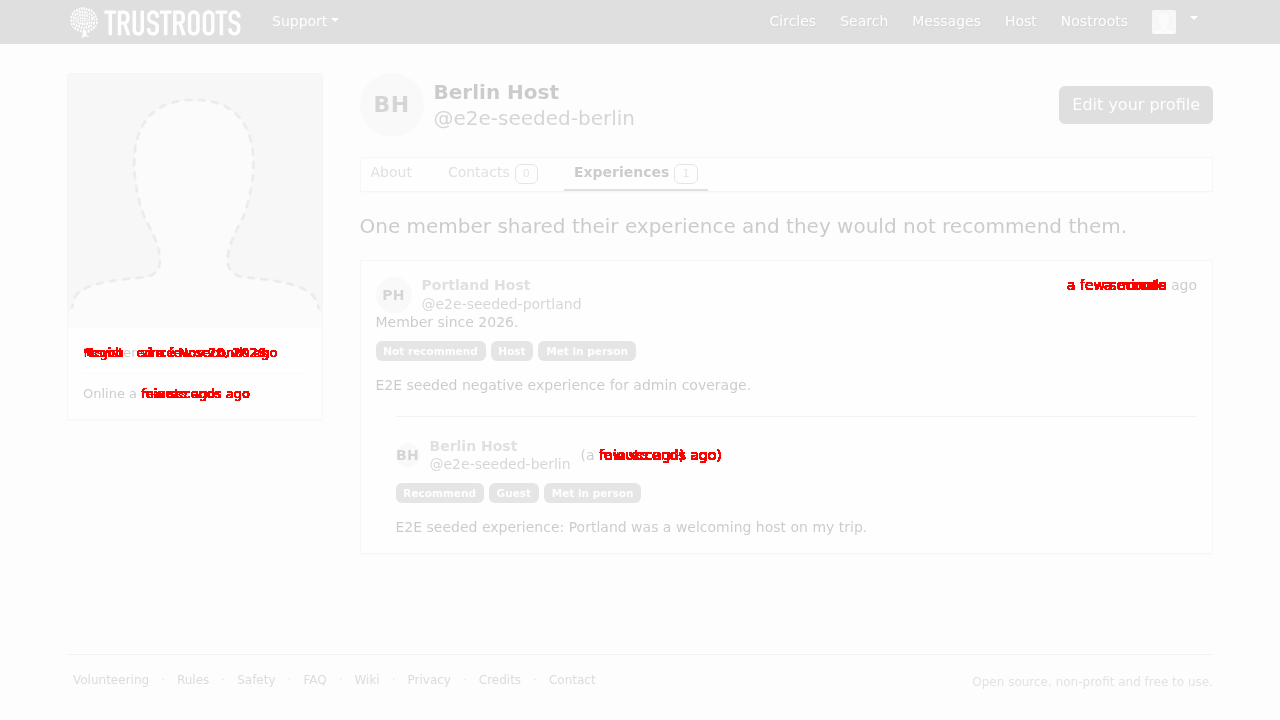 TRUSTROOTS Support Circles Search Messages Host Nostroots
BH Berlin Host
@e2e-seeded-berlin
Edit your profile
About Contacts 0 Experiences 1
One member shared their experience and they would not recommend them.
PH Portland Host
@e2e-seeded-portland
ago
Member since 2026.
Not recommend Host Met in person
E2E seeded negative experience for admin coverage.
Online a ago
BH Berlin Host
@e2e-seeded-berlin
(a ago)
Recommend Guest Met in person
E2E seeded experience: Portland was a welcoming host on my trip.
Volunteering · Rules · Safety · FAQ · Wiki · Privacy · Credits · Contact
Open source, non-profit and free to use.